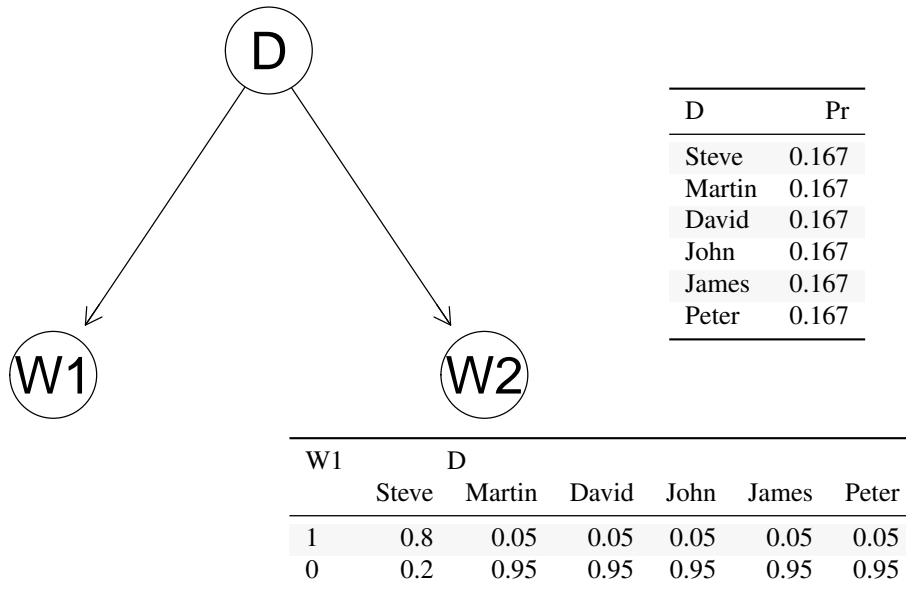 D
D Pr
Steve 0.167
Martin 0.167
David 0.167
John 0.167
James 0.167
Peter 0.167
W1 W2
W1 D
Steve Martin David John James Peter
1 0.8 0.05 0.05 0.05 0.05 0.05
0 0.2 0.95 0.95 0.95 0.95 0.95